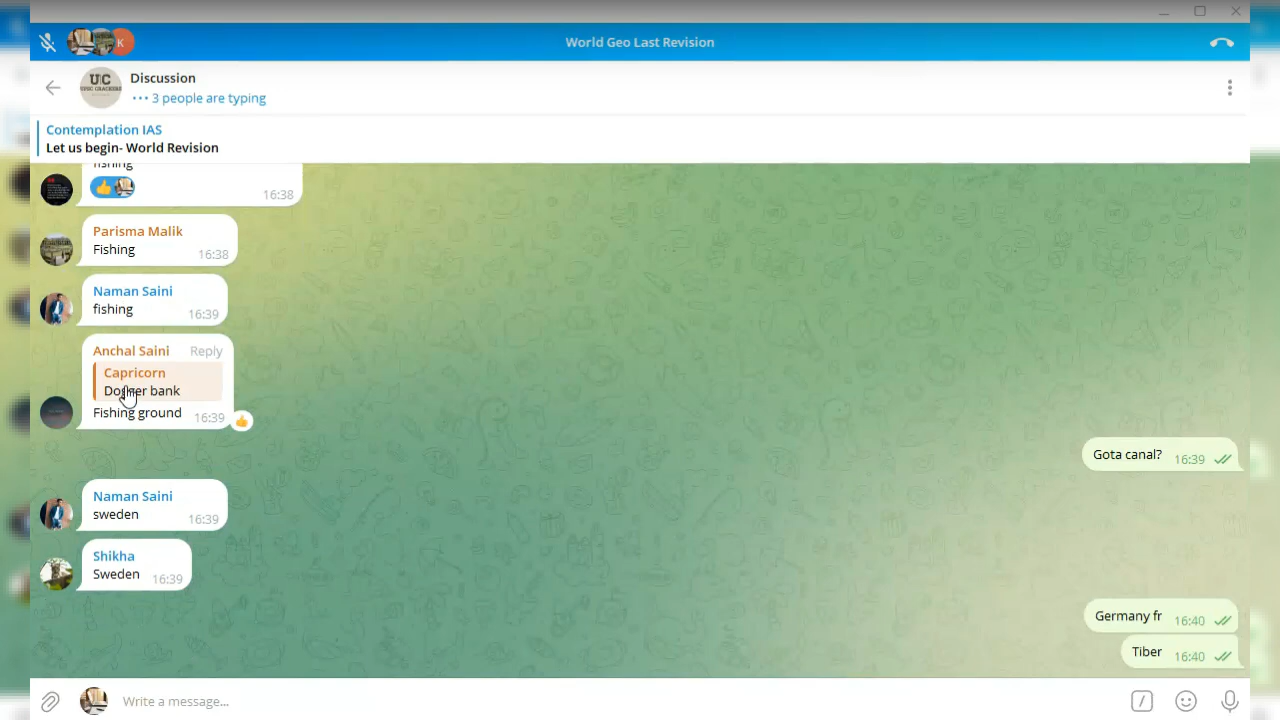 K
World Geo Last Revision
UC
UPSC CRACKERS
Discussion
3 people are typing
Contemplation IAS
Let us begin- World Revision
fishing
16:38
Parisma Malik
Fishing
16:38
Naman Saini
fishing
16:39
Anchal Saini Reply
Capricorn
Dogger bank
Fishing ground 16:39
Gota canal? 16:39
Naman Saini
sweden
16:39
Shikha
Sweden 16:39
Germany fr 16:40
Tiber 16:40
Write a message...